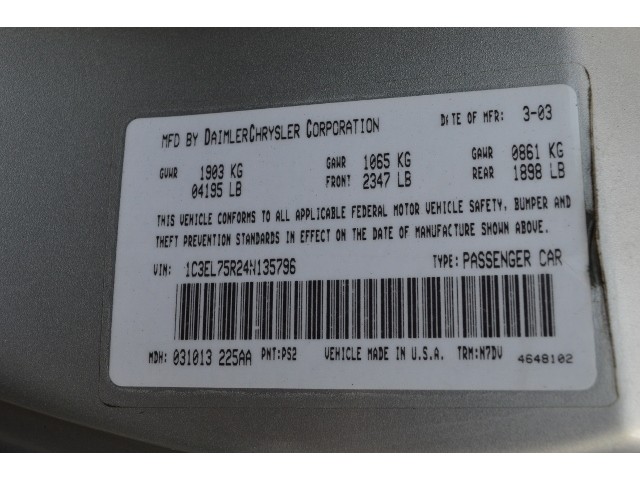 MFD BY DAIMLERCHRYSLER CORPORATION DATE OF MFR: 3-03
GVWR 1903 KG GAWR 1065 KG GAWR 0861 KG
04195 LB FRONT 2347 LB REAR 1898 LB
THIS VEHICLE CONFORMS TO ALL APPLICABLE FEDERAL MOTOR VEHICLE SAFETY, BUMPER AND
THEFT PREVENTION STANDARDS IN EFFECT ON THE DATE OF MANUFACTURE SHOWN ABOVE.
VIN: 1C3EL75R24N135796 TYPE: PASSENGER CAR
MDH: 031013 225AA PNT: PS2 VEHICLE MADE IN U.S.A. TRM: N7DV 4648102